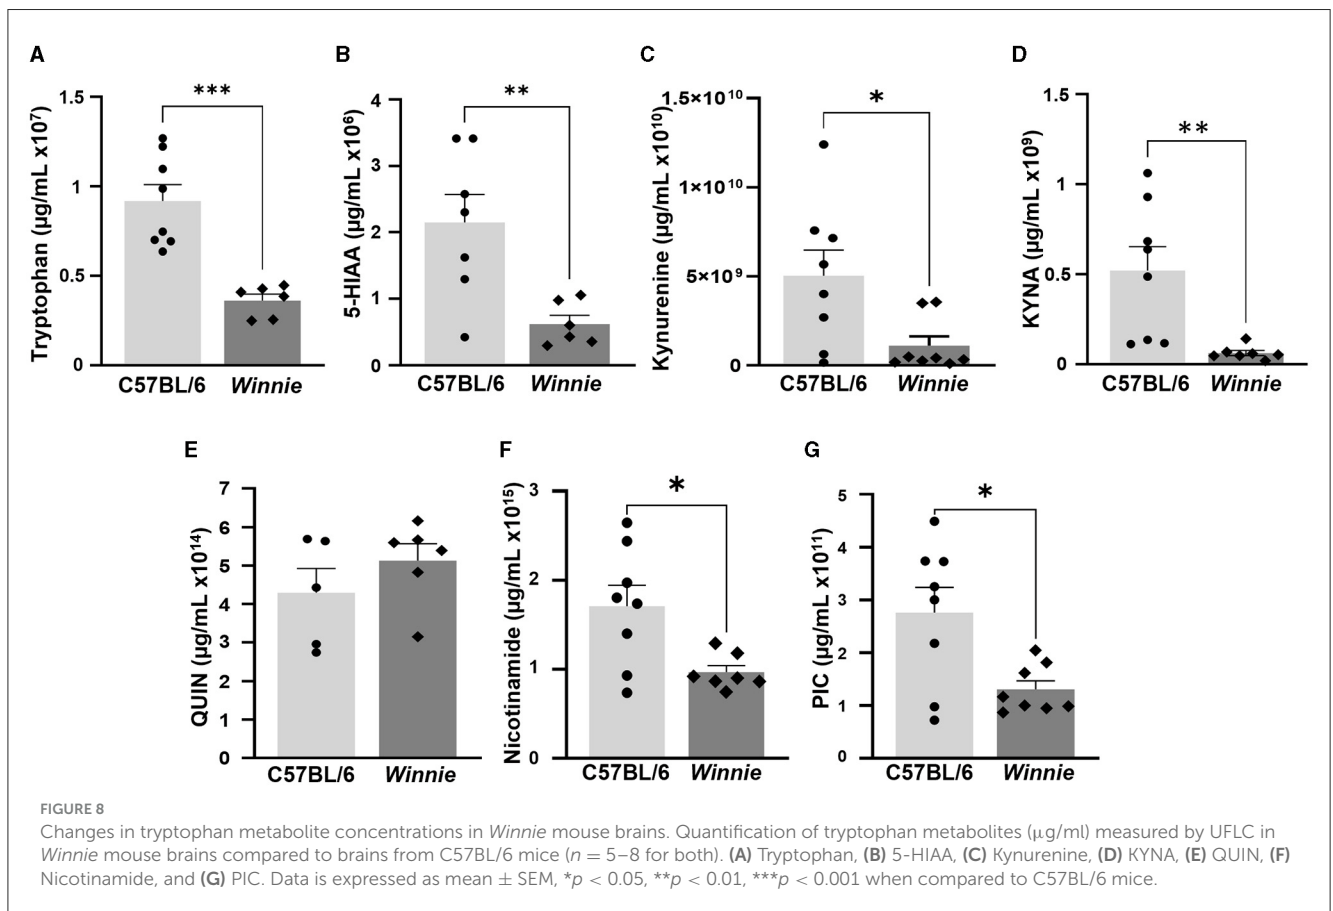 A
B
C
D
***
**
*
**
Tryptophan (µg/mL x10⁷)
1.5
1
0.5
0
C57BL/6 Winnie
5-HIAA (µg/mL x10⁶)
4
3
2
1
0
C57BL/6 Winnie
Kynurenine (µg/mL x10¹⁰)
1.5×10¹⁰
1×10¹⁰
5×10⁹
0
C57BL/6 Winnie
KYNA (µg/mL x10⁹)
1.5
1
0.5
0
C57BL/6 Winnie
E
F
G
*
*
QUIN (µg/mL x10¹⁴)
7
6
5
4
3
2
1
0
C57BL/6 Winnie
Nicotinamide (µg/mL x10¹⁵)
3
2
1
0
C57BL/6 Winnie
PIC (µg/mL x10¹¹)
5
4
3
2
1
0
C57BL/6 Winnie
FIGURE 8
Changes in tryptophan metabolite concentrations in Winnie mouse brains. Quantification of tryptophan metabolites (µg/ml) measured by UFLC in
Winnie mouse brains compared to brains from C57BL/6 mice (n = 5–8 for both). (A) Tryptophan, (B) 5-HIAA, (C) Kynurenine, (D) KYNA, (E) QUIN, (F)
Nicotinamide, and (G) PIC. Data is expressed as mean ± SEM, *p < 0.05, **p < 0.01, ***p < 0.001 when compared to C57BL/6 mice.